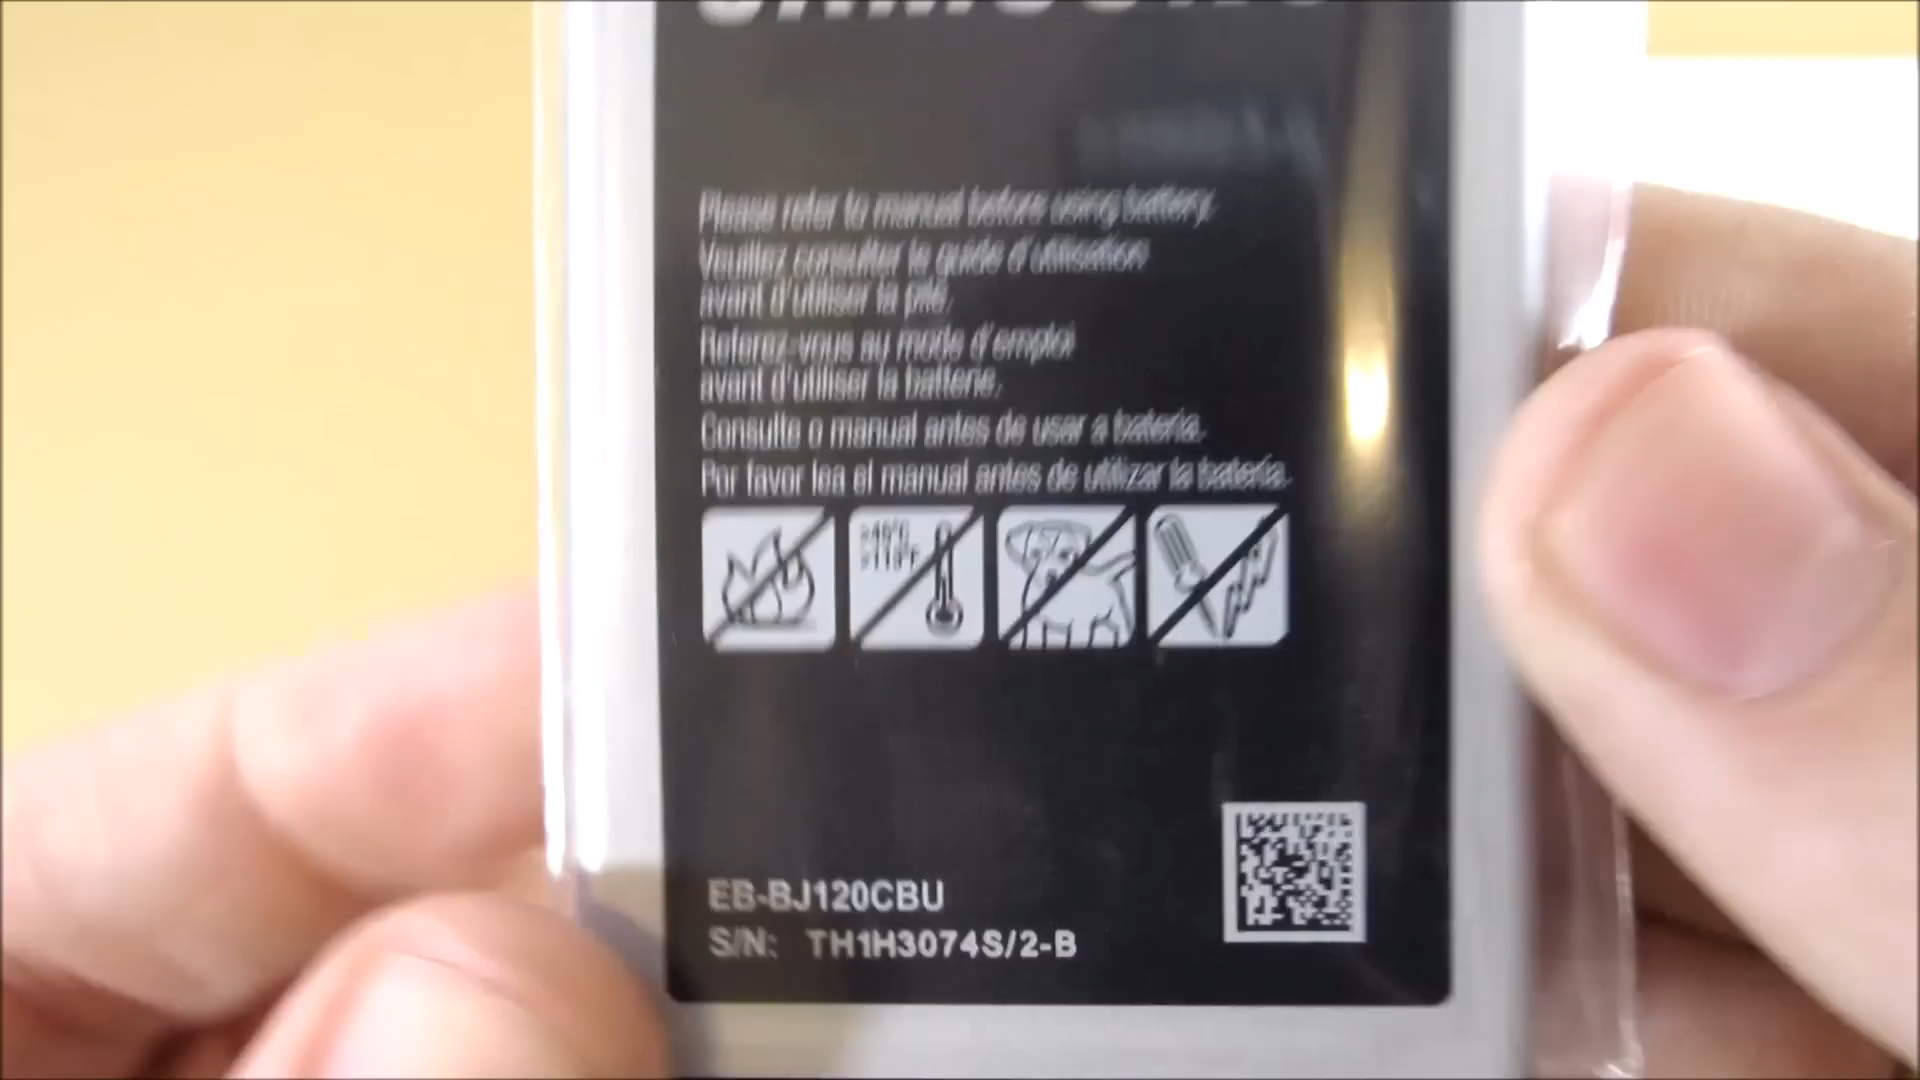 SAMSUNG
Please refer to manual before using battery.
Veuillez consulter le guide d'utilisation
avant d'utiliser la pile.
Referez-vous au mode d'emploi
avant d'utiliser la batterie.
Consulte o manual antes de usar a bateria.
Por favor lea el manual antes de utilizar la batería.
EB-BJ120CBU
S/N: TH1H3074S/2-B